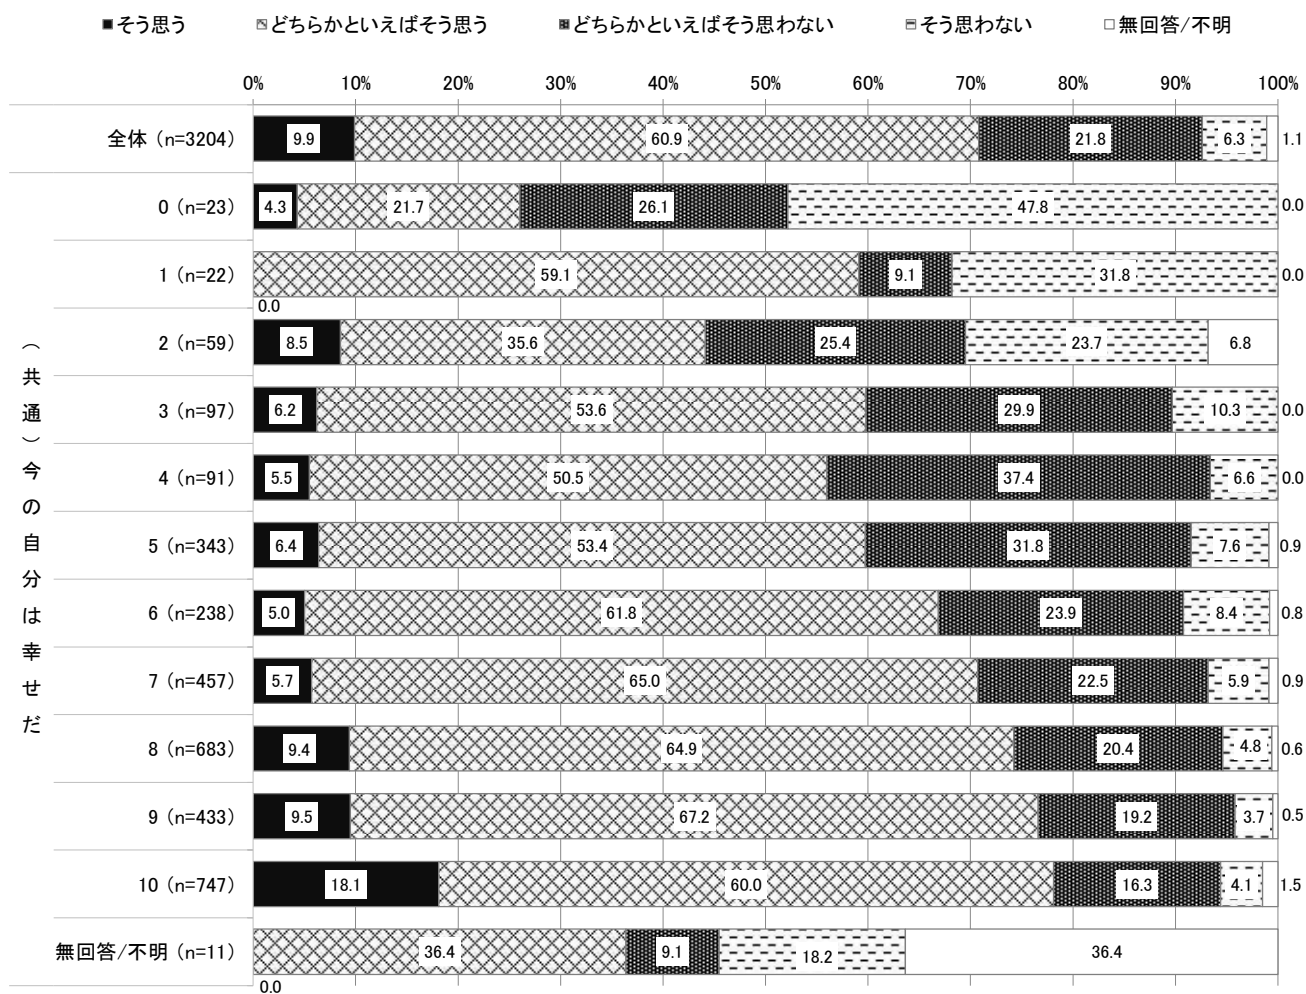 ■そう思う ▨どちらかといえばそう思う ■どちらかといえばそう思わない □そう思わない □無回答/不明
0% 10% 20% 30% 40% 50% 60% 70% 80% 90% 100%
全体 (n=3204) 9.9 60.9 21.8 6.3 1.1
0 (n=23) 4.3 21.7 26.1 47.8 0.0
1 (n=22) 59.1 9.1 31.8 0.0
0.0
2 (n=59) 8.5 35.6 25.4 23.7 6.8
3 (n=97) 6.2 53.6 29.9 10.3 0.0
4 (n=91) 5.5 50.5 37.4 6.6 0.0
5 (n=343) 6.4 53.4 31.8 7.6 0.9
6 (n=238) 5.0 61.8 23.9 8.4 0.8
7 (n=457) 5.7 65.0 22.5 5.9 0.9
8 (n=683) 9.4 64.9 20.4 4.8 0.6
9 (n=433) 9.5 67.2 19.2 3.7 0.5
10 (n=747) 18.1 60.0 16.3 4.1 1.5
無回答/不明 (n=11) 36.4 9.1 18.2 36.4
0.0
(共通)今の自分は幸せだ